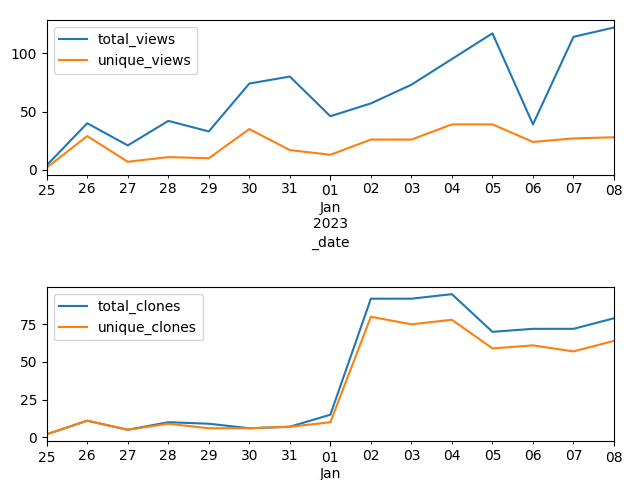 total_views
unique_views
100
50
0
25 26 27 28 29 30 31 01 02 03 04 05 06 07 08
Jan
2023
_date
total_clones
unique_clones
75
50
25
0
25 26 27 28 29 30 31 01 02 03 04 05 06 07 08
Jan